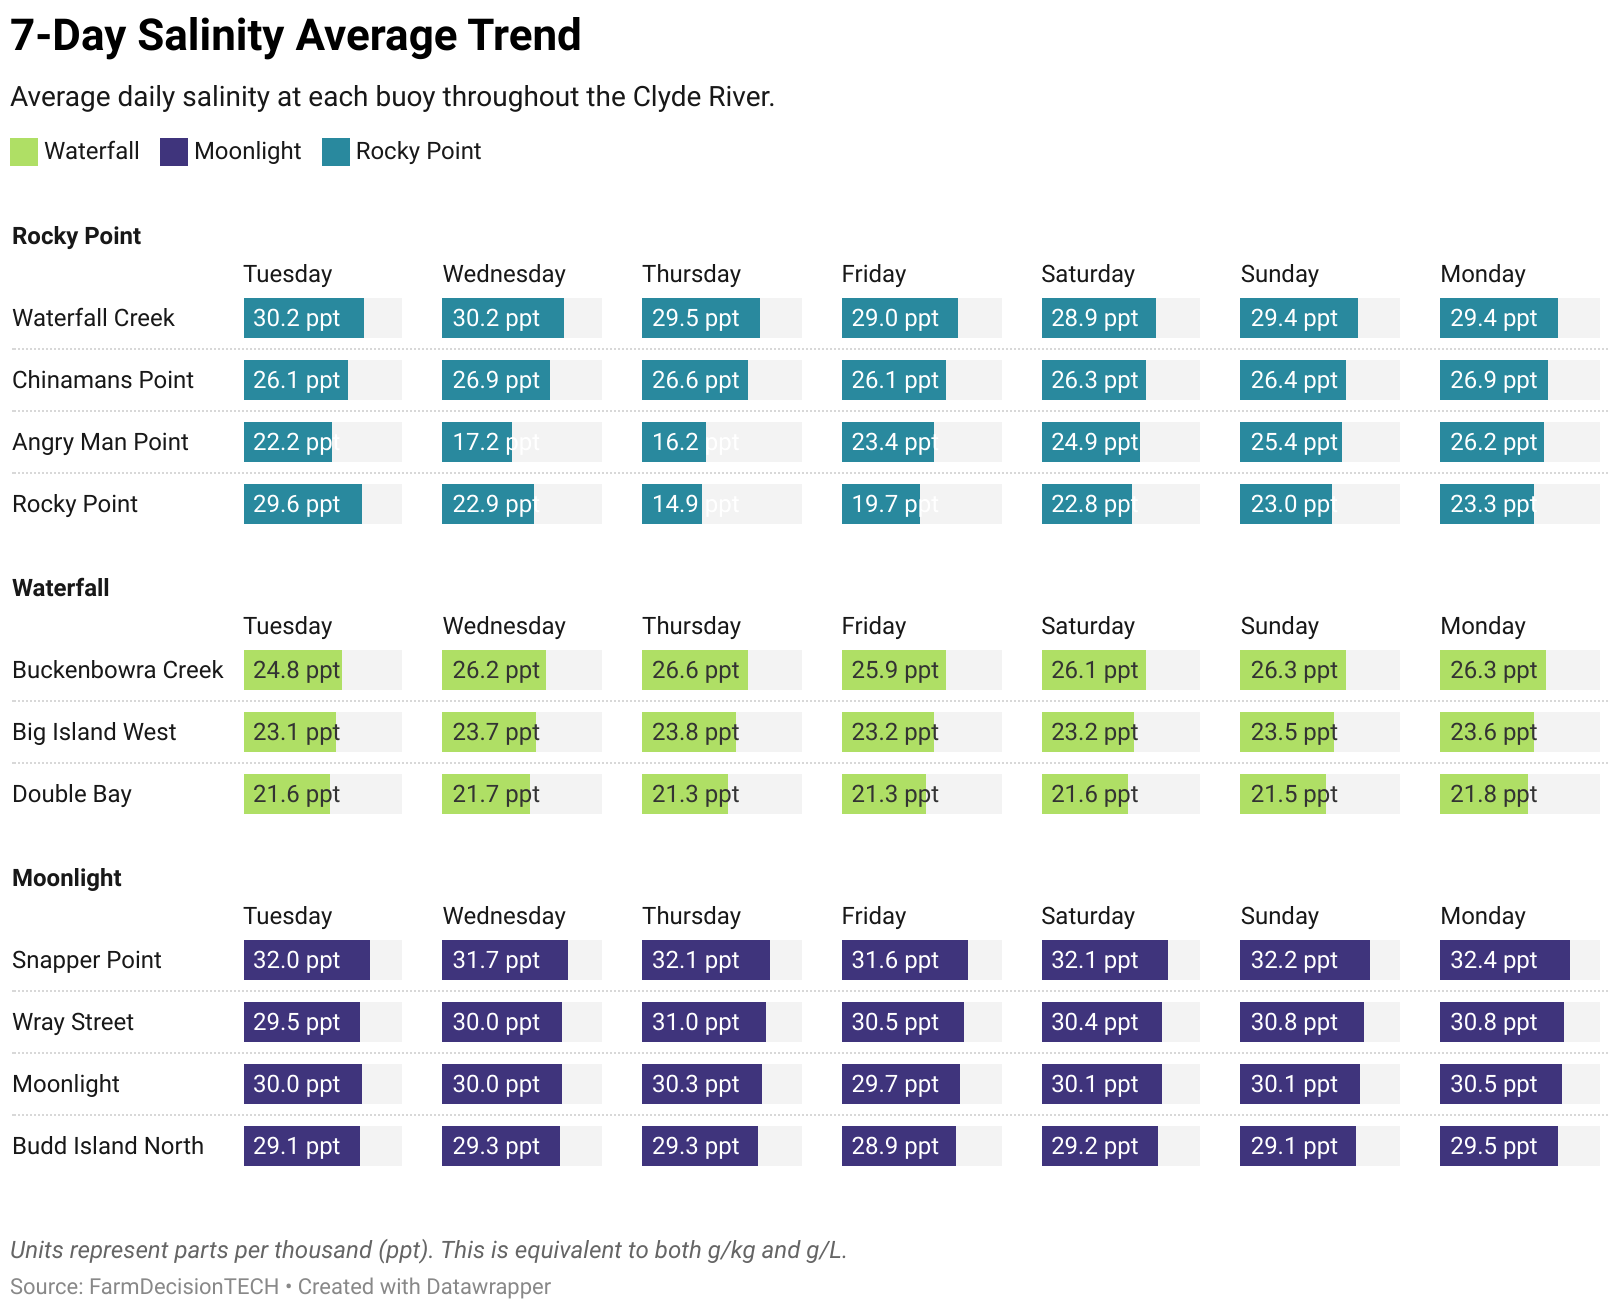 7-Day Salinity Average Trend
Average daily salinity at each buoy throughout the Clyde River.
Waterfall Moonlight Rocky Point
Rocky Point
Tuesday Wednesday Thursday Friday Saturday Sunday Monday
Waterfall Creek 30.2 ppt 30.2 ppt 29.5 ppt 29.0 ppt 28.9 ppt 29.4 ppt 29.4 ppt
Chinamans Point 26.1 ppt 26.9 ppt 26.6 ppt 26.1 ppt 26.3 ppt 26.4 ppt 26.9 ppt
Angry Man Point 22.2 ppt 17.2 ppt 16.2 ppt 23.4 ppt 24.9 ppt 25.4 ppt 26.2 ppt
Rocky Point 29.6 ppt 22.9 ppt 14.9 ppt 19.7 ppt 22.8 ppt 23.0 ppt 23.3 ppt
Waterfall
Tuesday Wednesday Thursday Friday Saturday Sunday Monday
Buckenbowra Creek 24.8 ppt 26.2 ppt 26.6 ppt 25.9 ppt 26.1 ppt 26.3 ppt 26.3 ppt
Big Island West 23.1 ppt 23.7 ppt 23.8 ppt 23.2 ppt 23.2 ppt 23.5 ppt 23.6 ppt
Double Bay 21.6 ppt 21.7 ppt 21.3 ppt 21.3 ppt 21.6 ppt 21.5 ppt 21.8 ppt
Moonlight
Tuesday Wednesday Thursday Friday Saturday Sunday Monday
Snapper Point 32.0 ppt 31.7 ppt 32.1 ppt 31.6 ppt 32.1 ppt 32.2 ppt 32.4 ppt
Wray Street 29.5 ppt 30.0 ppt 31.0 ppt 30.5 ppt 30.4 ppt 30.8 ppt 30.8 ppt
Moonlight 30.0 ppt 30.0 ppt 30.3 ppt 29.7 ppt 30.1 ppt 30.1 ppt 30.5 ppt
Budd Island North 29.1 ppt 29.3 ppt 29.3 ppt 28.9 ppt 29.2 ppt 29.1 ppt 29.5 ppt
Units represent parts per thousand (ppt). This is equivalent to both g/kg and g/L.
Source: FarmDecisionTECH • Created with Datawrapper